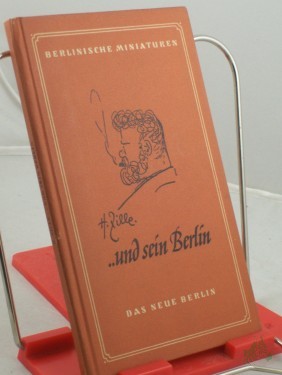 BERLINISCHE MINIATUREN
H. Zille
...und sein Berlin
DAS NEUE BERLIN